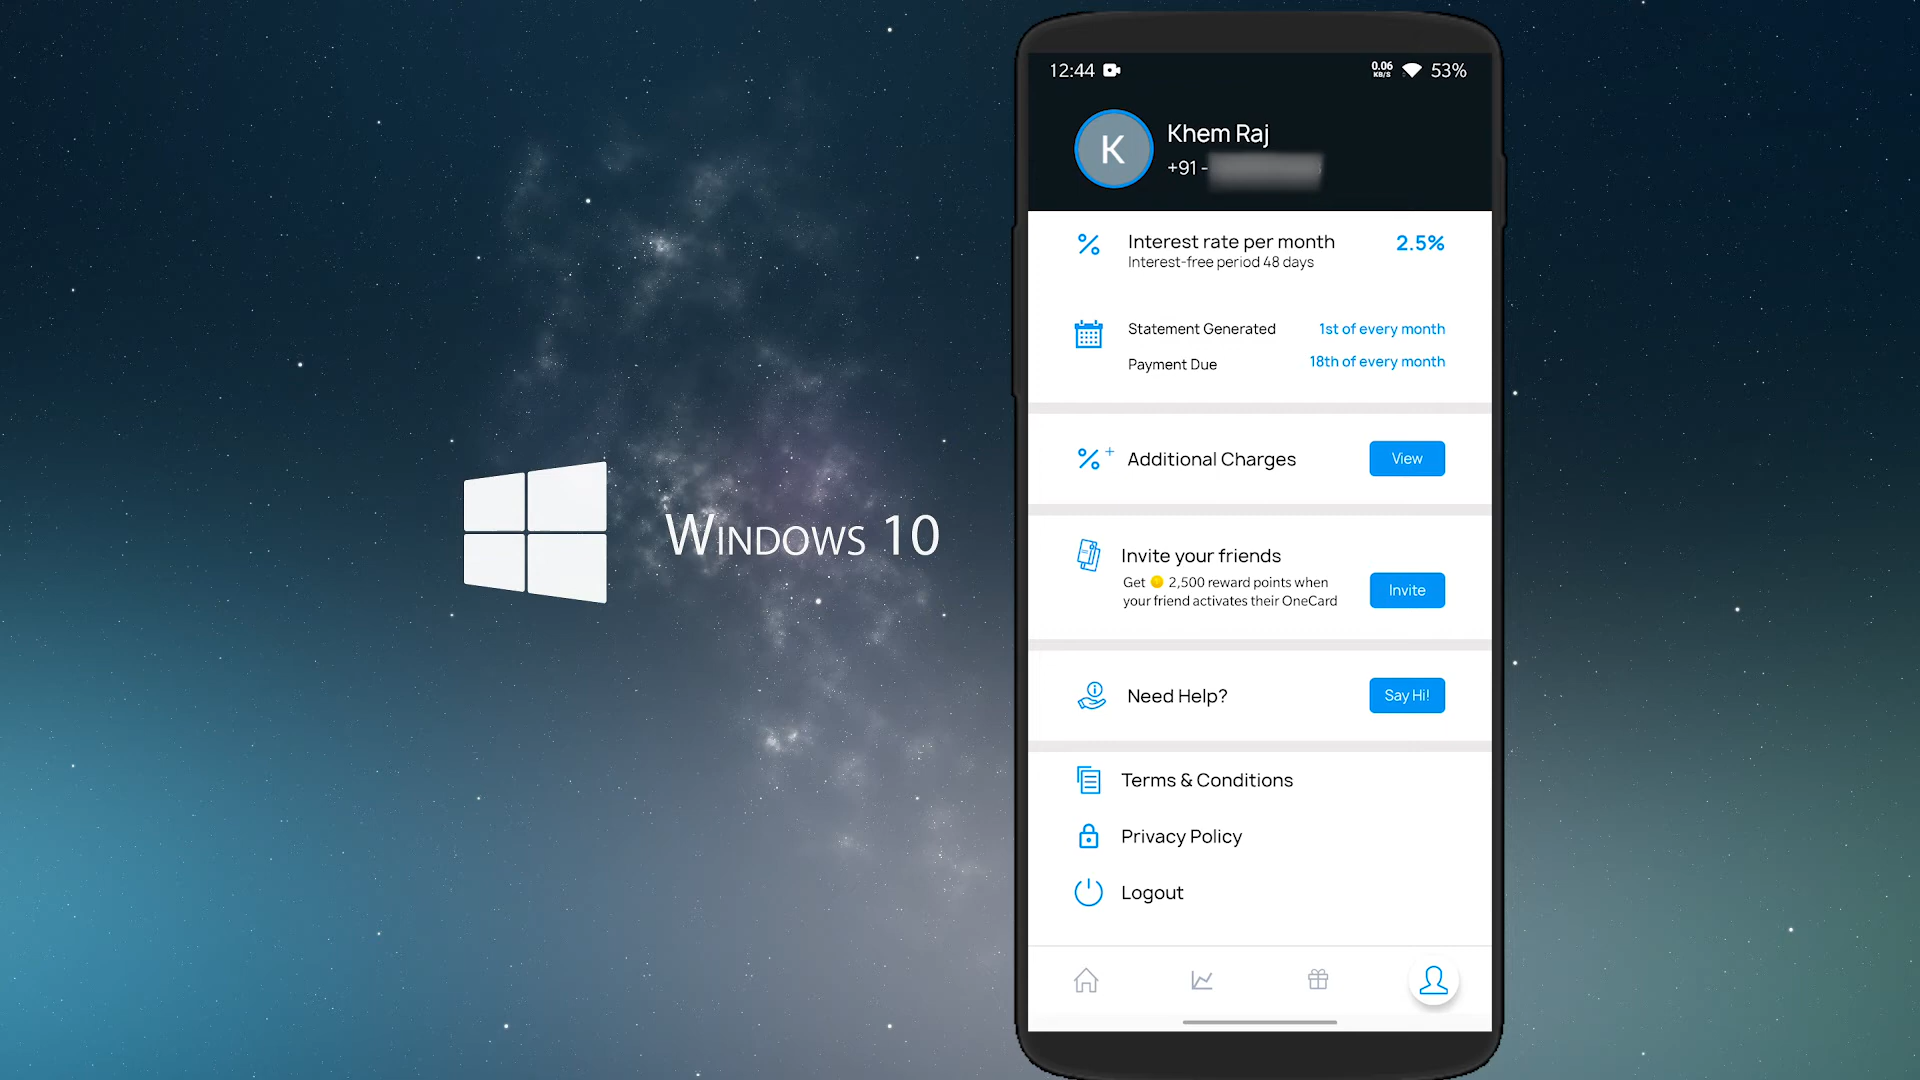 WINDOWS 10
12:44
0.06
KB/S
53%
K
Khem Raj
+91 -
Interest rate per month
2.5%
Interest-free period 48 days
Statement Generated
1st of every month
Payment Due
18th of every month
Additional Charges
View
Invite your friends
Get 2,500 reward points when
your friend activates their OneCard
Invite
Need Help?
Say Hi!
Terms & Conditions
Privacy Policy
Logout